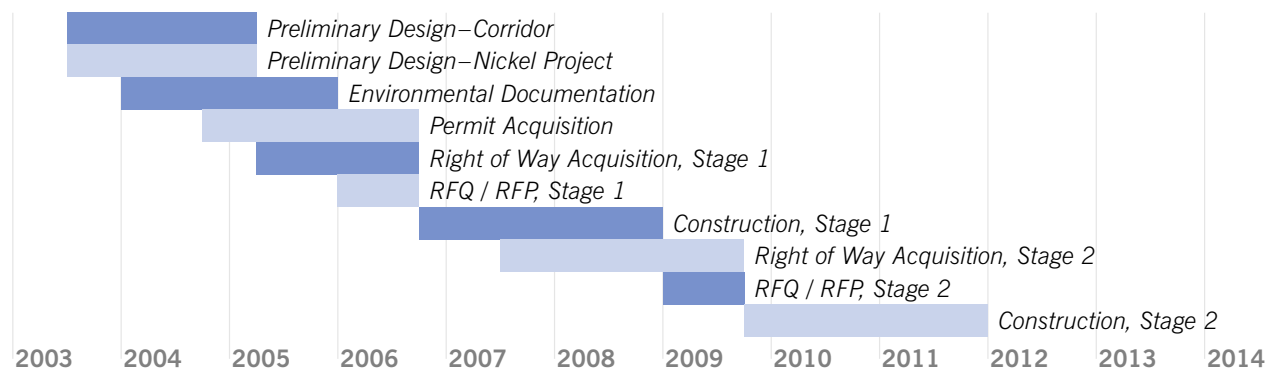 Preliminary Design–Corridor
Preliminary Design–Nickel Project
Environmental Documentation
Permit Acquisition
Right of Way Acquisition, Stage 1
RFQ / RFP, Stage 1
Construction, Stage 1
Right of Way Acquisition, Stage 2
RFQ / RFP, Stage 2
Construction, Stage 2
2003 2004 2005 2006 2007 2008 2009 2010 2011 2012 2013 2014